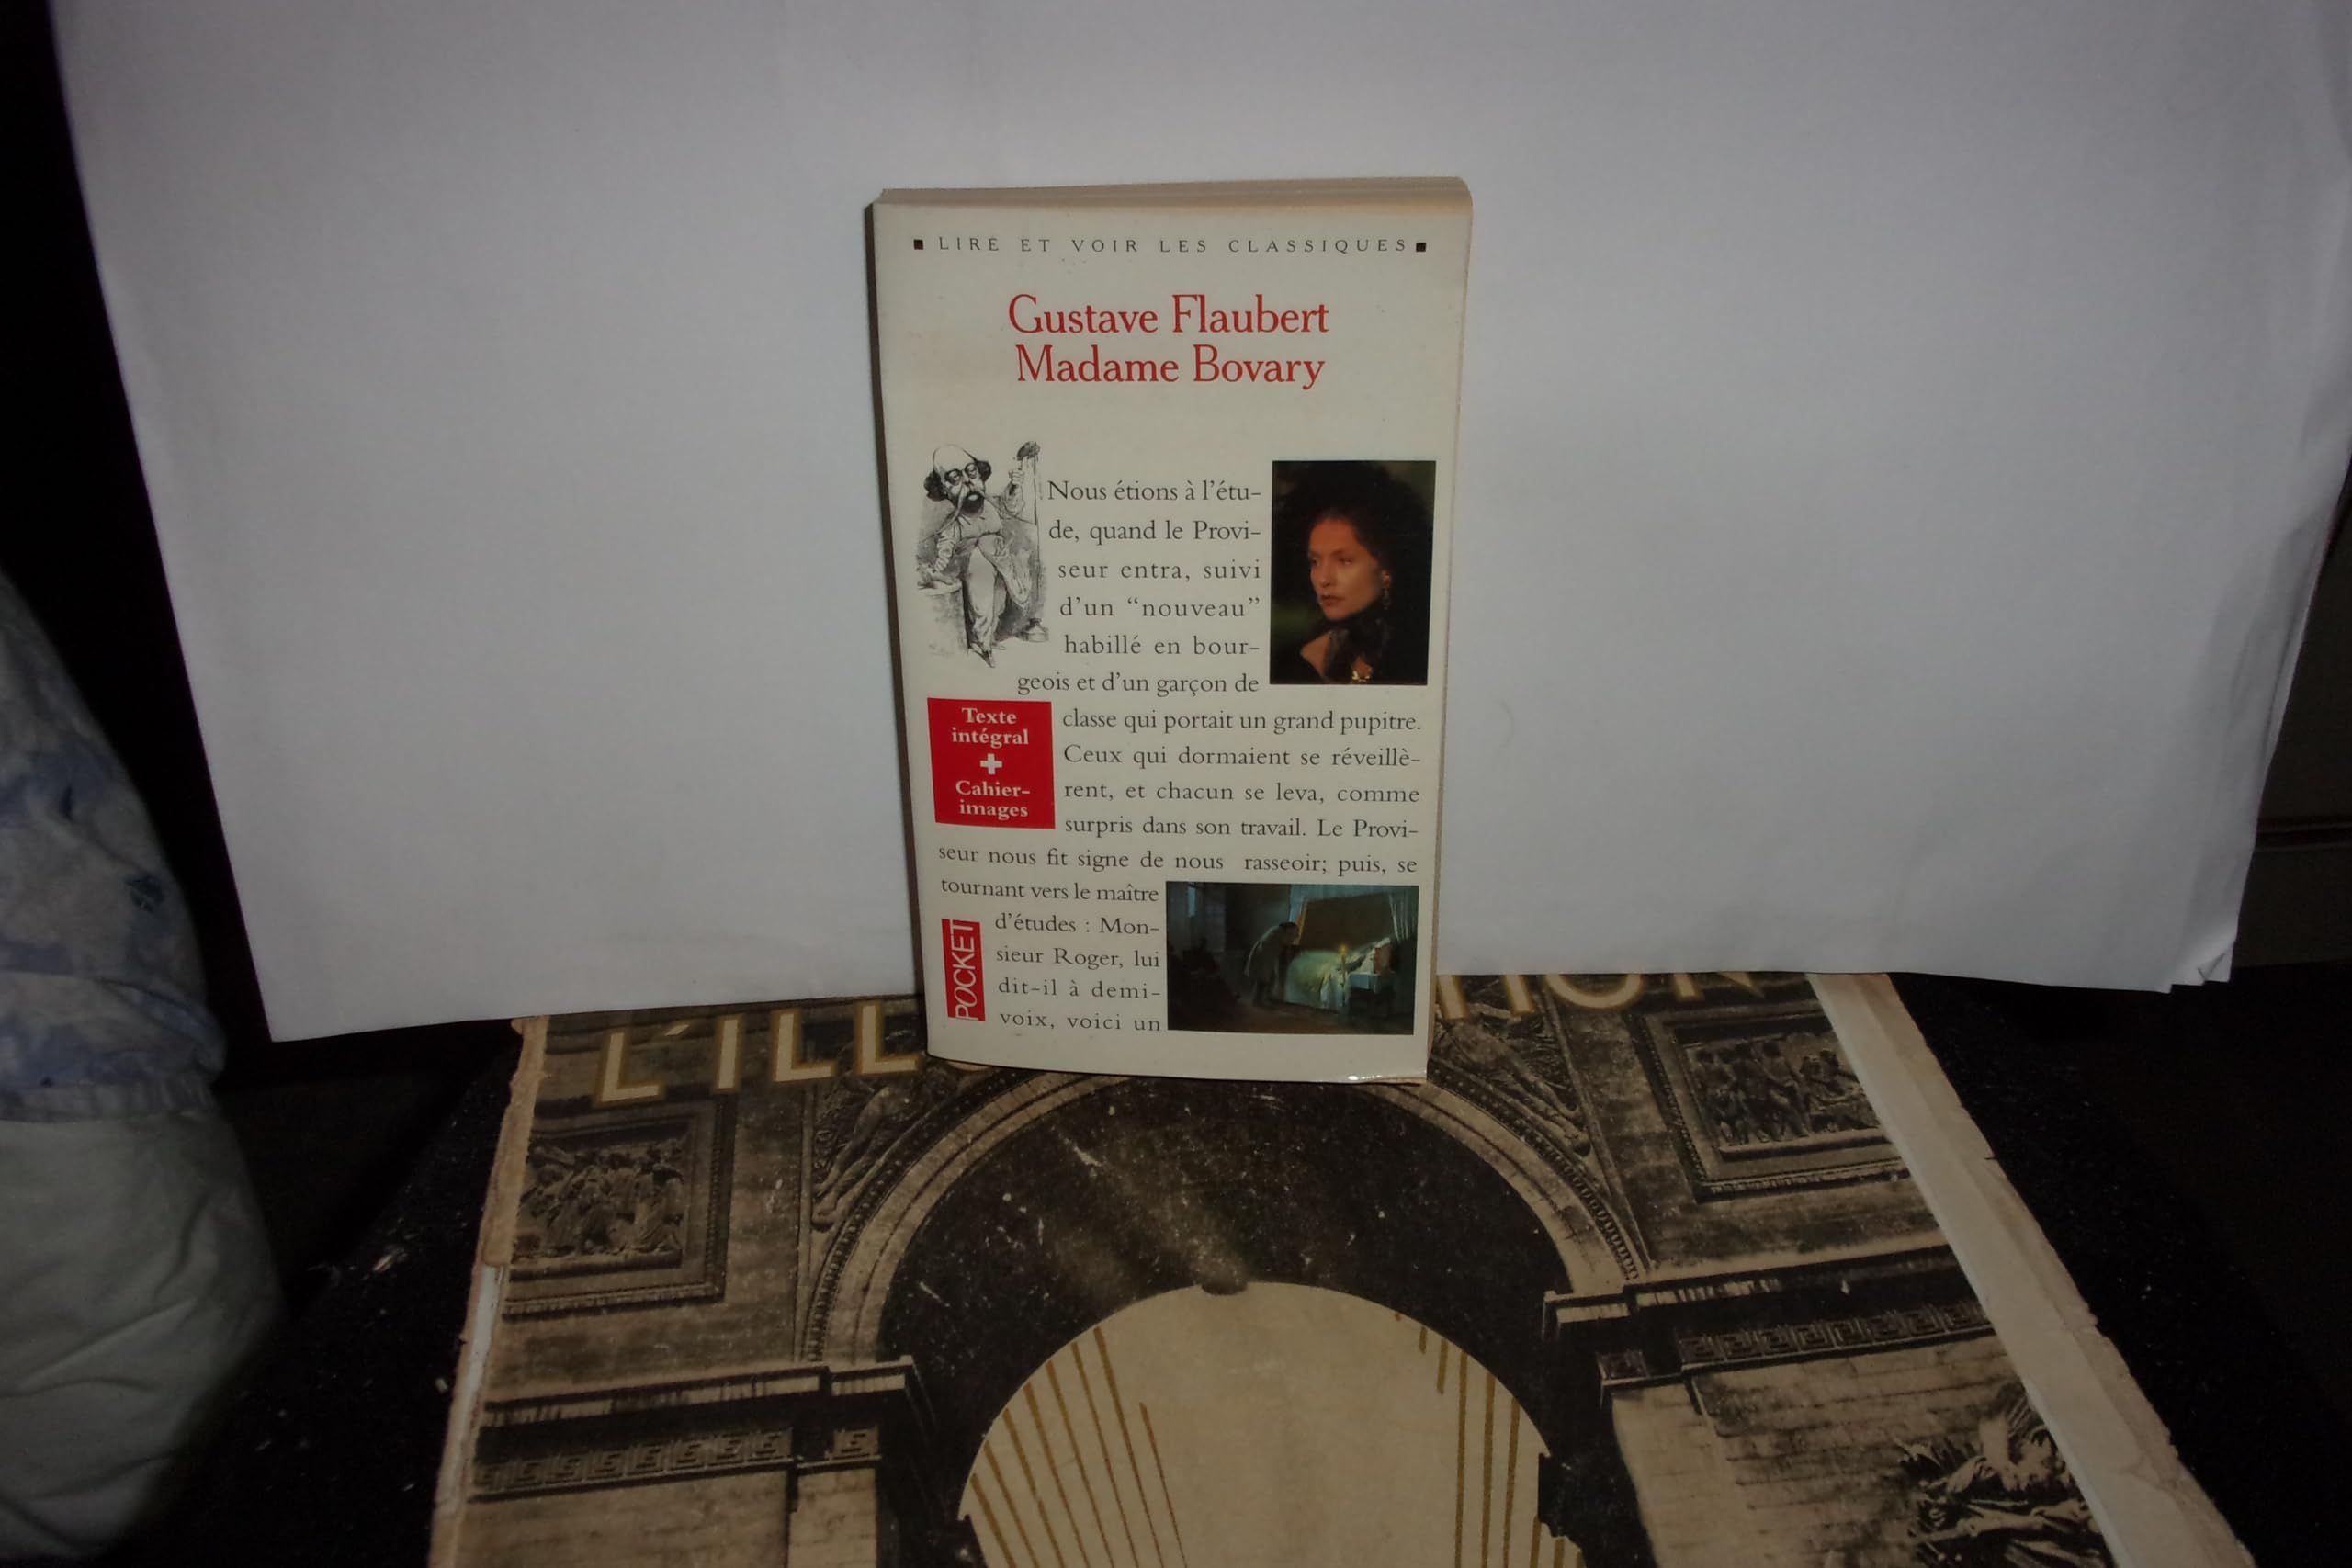 LIRE ET VOIR LES CLASSIQUES
Gustave Flaubert
Madame Bovary
Nous étions à l'étu-
de, quand le Provi-
seur entra, suivi
d'un “nouveau”
habillé en bour-
geois et d'un garçon de
classe qui portait un grand pupitre.
Ceux qui dormaient se réveillè-
rent, et chacun se leva, comme
surpris dans son travail. Le Provi-
seur nous fit signe de nous rasseoir; puis, se
tournant vers le maître
d'études : Mon-
sieur Roger, lui
dit-il à demi-
voix, voici un
Texte
intégral
+
Cahier-
images
POCKET
L'ILL
TION